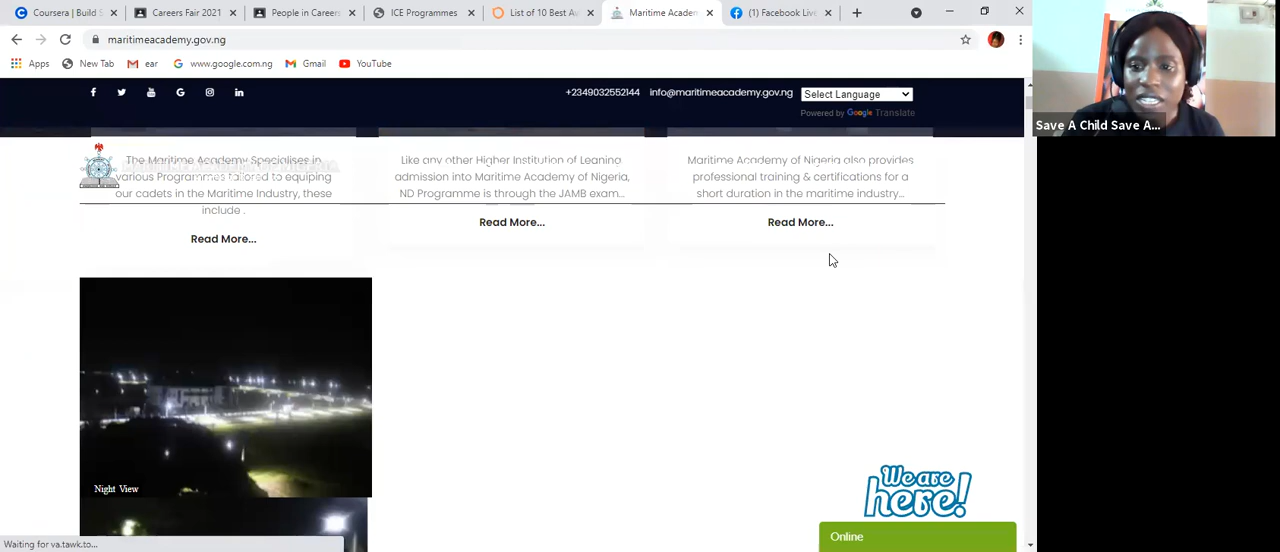 Coursera | Build S
Careers Fair 2021
People in Careers
ICE Programmes
List of 10 Best Au
Maritime Academ
(1) Facebook Live
maritimeacademy.gov.ng
Apps
New Tab
ear
www.google.com.ng
Gmail
YouTube
+2349032552144
info@maritimeacademy.gov.ng
Select Language
Powered by Google Translate
The Maritime Academy Specialises in
various Programmes tailored to equiping
our cadets in the Maritime Industry, these
include .
Read More...
Like any other Higher Institution of Leaning,
admission into Maritime Academy of Nigeria,
ND Programme is through the JAMB exam...
Read More...
Maritime Academy of Nigeria also provides
professional training & certifications for a
short duration in the maritime industry...
Read More...
Night View
We are
here!
Online
Waiting for va.tawk.to...
Save A Child Save A...